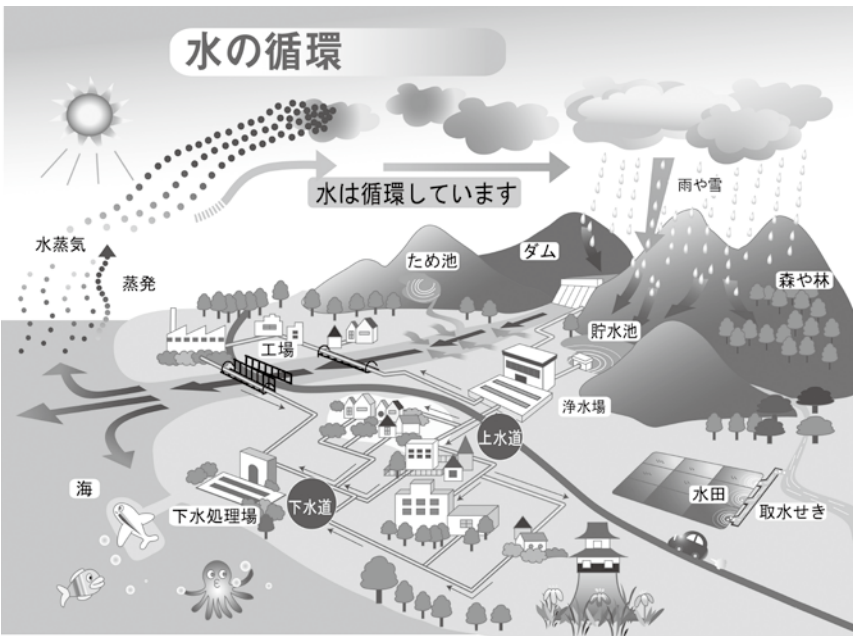 水の循環
水は循環しています
雨や雪
水蒸気
蒸発
ため池
ダム
森や林
工場
貯水池
浄水場
上水道
海
下水処理場
下水道
水田
取水せき